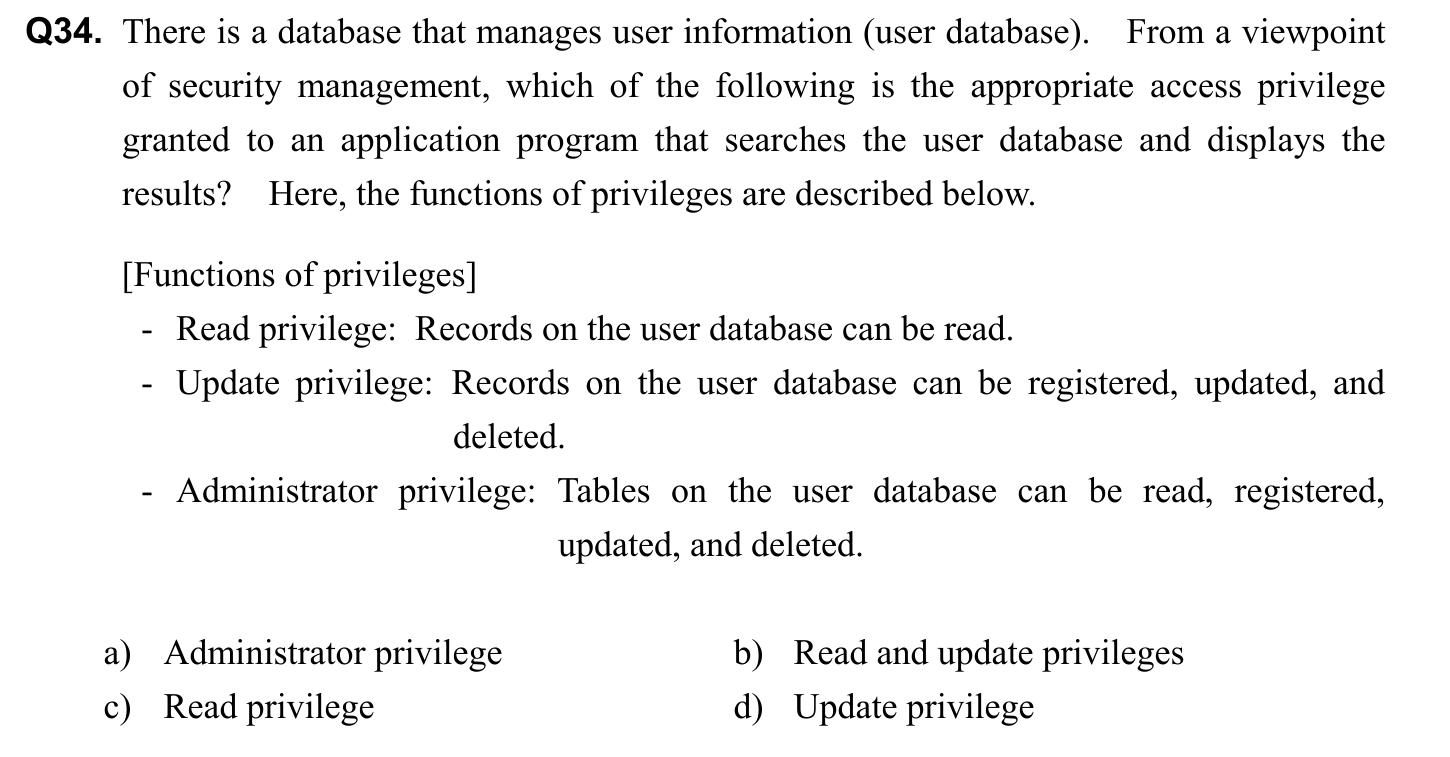 Q34. There is a database that manages user information (user database). From a viewpoint
of security management, which of the following is the appropriate access privilege
granted to an application program that searches the user database and displays the
results? Here, the functions of privileges are described below.
[Functions of privileges]
- Read privilege: Records on the user database can be read.
- Update privilege: Records on the user database can be registered, updated, and
deleted.
- Administrator privilege: Tables on the user database can be read, registered,
updated, and deleted.
a) Administrator privilege b) Read and update privileges
c) Read privilege d) Update privilege